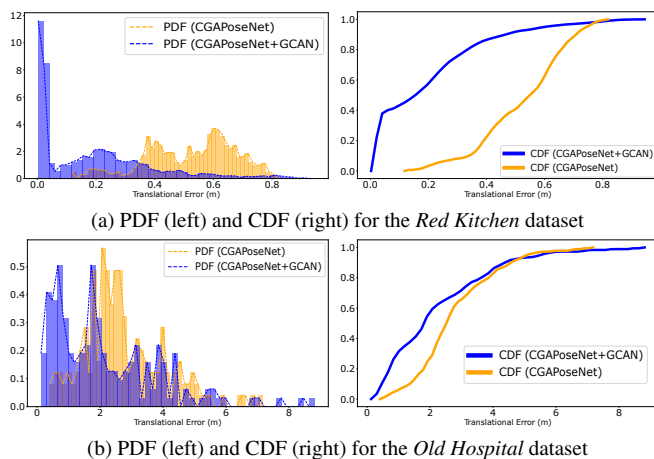 12
10
8
6
4
2
0
PDF (CGAPoseNet)
PDF (CGAPoseNet+GCAN)
0.0 0.2 0.4 0.6 0.8
Translational Error (m)
1.0
0.8
0.6
0.4
0.2
0.0
CDF (CGAPoseNet+GCAN)
CDF (CGAPoseNet)
0.0 0.2 0.4 0.6 0.8
Translational Error (m)
(a) PDF (left) and CDF (right) for the Red Kitchen dataset
0.5
0.4
0.3
0.2
0.1
0.0
PDF (CGAPoseNet)
PDF (CGAPoseNet+GCAN)
0 2 4 6 8
Translational Error (m)
1.0
0.8
0.6
0.4
0.2
0.0
CDF (CGAPoseNet+GCAN)
CDF (CGAPoseNet)
0 2 4 6 8
Translational Error (m)
(b) PDF (left) and CDF (right) for the Old Hospital dataset